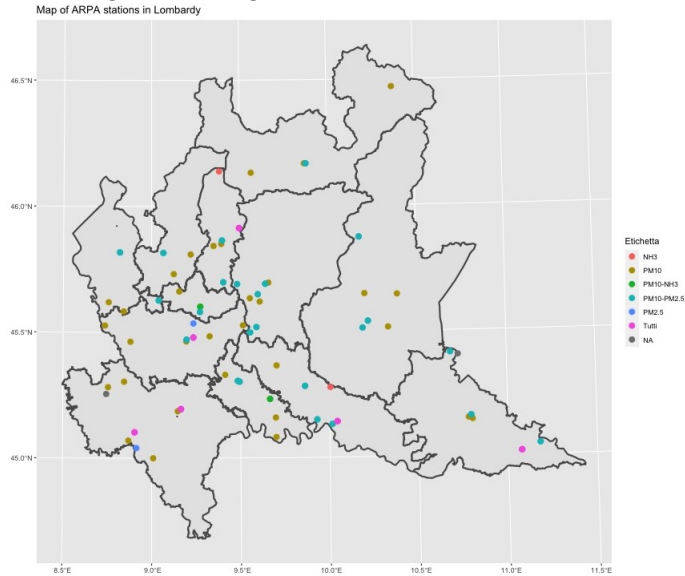 Map of ARPA stations in Lombardy
46.5°N
46.0°N
45.5°N
45.0°N
8.5°E
9.0°E
9.5°E
10.0°E
10.5°E
11.0°E
11.5°E
Etichetta
NH3
PM10
PM10-NH3
PM10-PM2.5
PM2.5
Tutti
NA